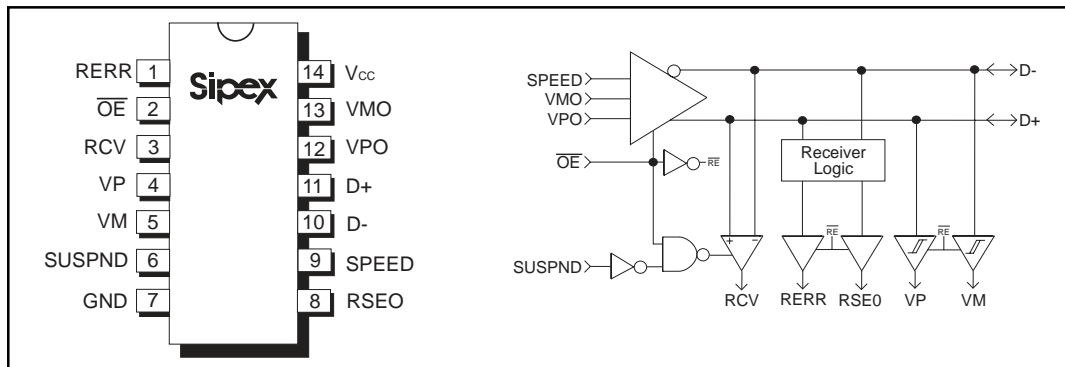 Sipex
RERR 1
OE 2
RCV 3
VP 4
VM 5
SUSPND 6
GND 7
14 Vcc
13 VMO
12 VPO
11 D+
10 D-
9 SPEED
8 RSEO
SPEED
VMO
VPO
OE
SUSPND
D-
D+
RE
Receiver
Logic
+ −
RE
RE
RCV
RERR
RSE0
VP
VM